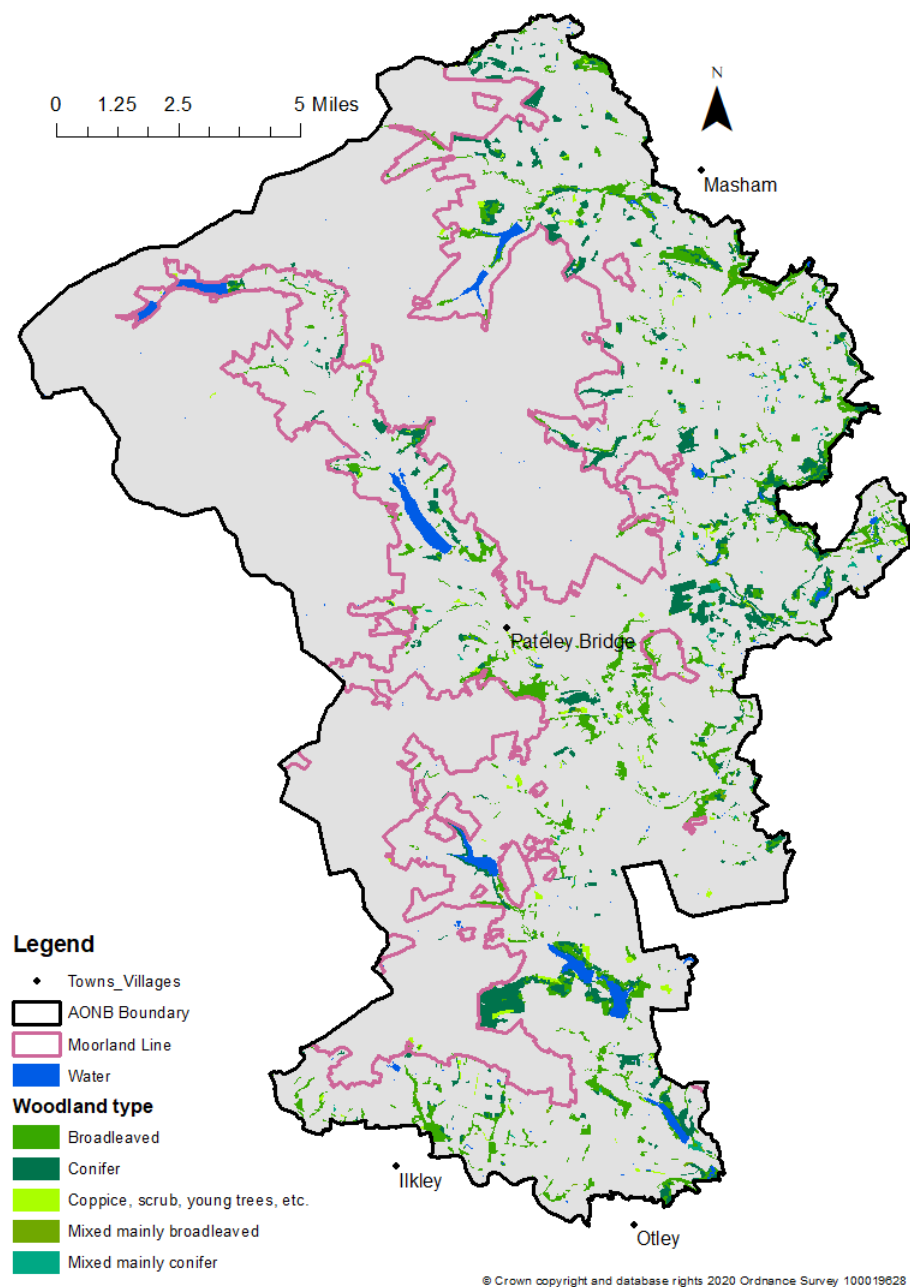 N
0 1.25 2.5 5 Miles
Masham
Pateley Bridge
Legend
Towns_Villages
AONB Boundary
Moorland Line
Water
Woodland type
Broadleaved
Conifer
Coppice, scrub, young trees, etc.
Mixed mainly broadleaved
Mixed mainly conifer
Ilkley
Otley
© Crown copyright and database rights 2020 Ordnance Survey 100019628